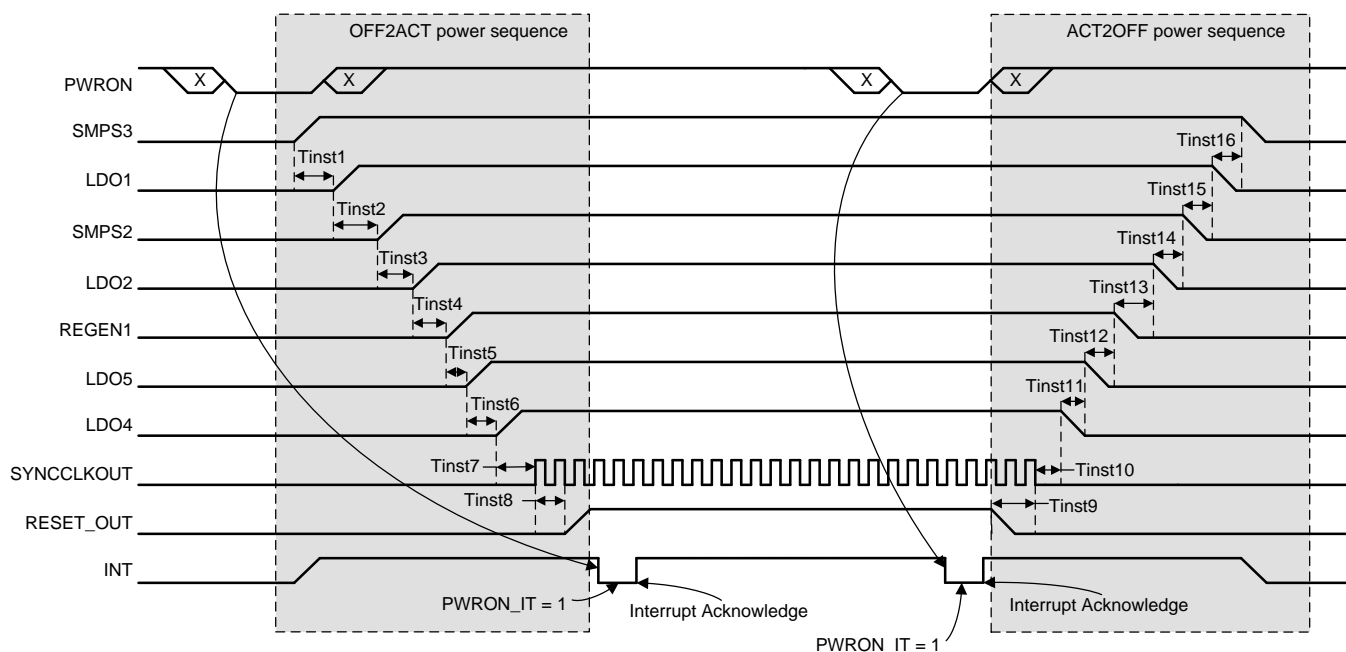 OFF2ACT power sequence
ACT2OFF power sequence
PWRON
X
X
X
X
SMPS3
Tinst1
Tinst16
LDO1
Tinst2
Tinst15
SMPS2
Tinst3
Tinst14
LDO2
Tinst4
Tinst13
REGEN1
Tinst5
Tinst12
LDO5
Tinst6
Tinst11
LDO4
Tinst7
Tinst10
SYNCCLKOUT
Tinst8
Tinst9
RESET_OUT
INT
PWRON_IT = 1
Interrupt Acknowledge
Interrupt Acknowledge
PWRON_IT = 1